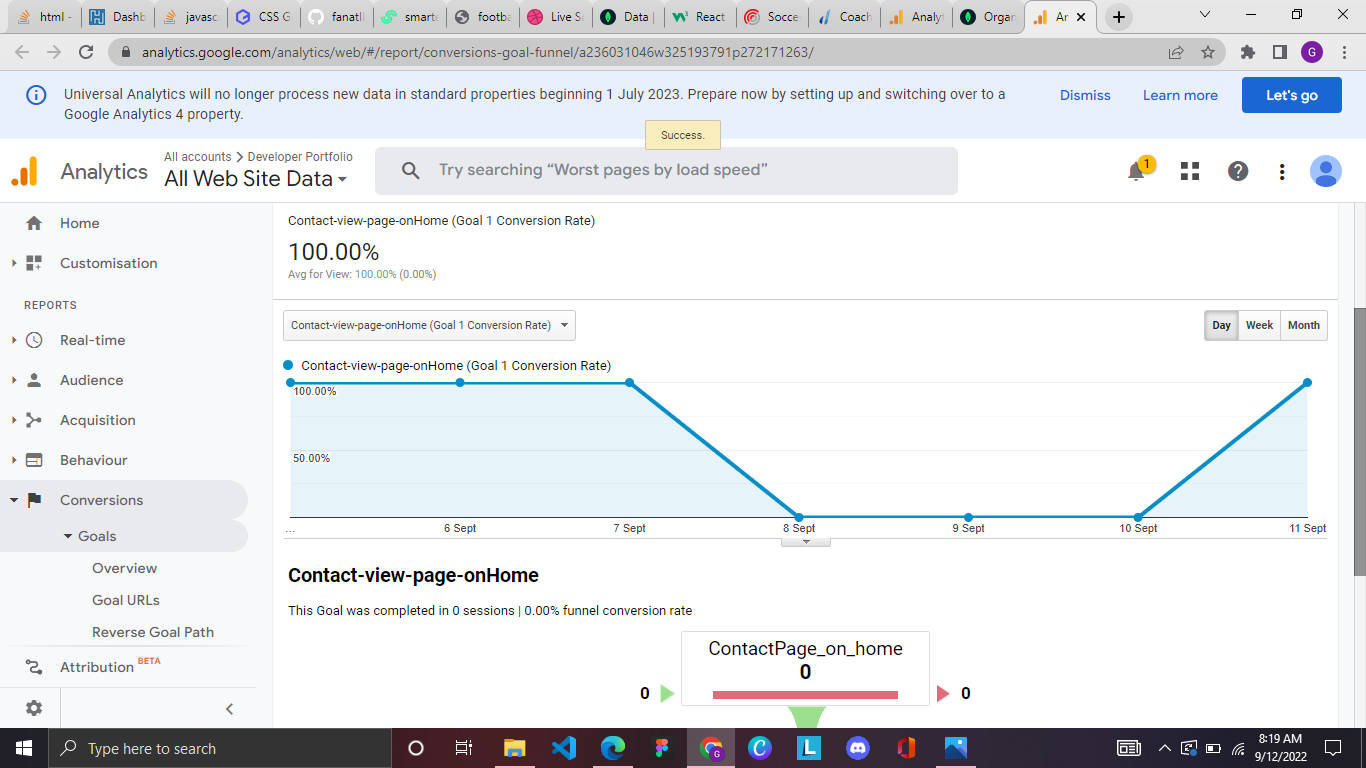 html -
Dashb
javasc
CSS G
fanatll
smarte
footba
Live Sc
Data |
React
Socce
Coach
Analyt
Organ
An
analytics.google.com/analytics/web/#/report/conversions-goal-funnel/a236031046w325193791p272171263/
G
Universal Analytics will no longer process new data in standard properties beginning 1 July 2023. Prepare now by setting up and switching over to a
Google Analytics 4 property.
Dismiss
Learn more
Let's go
Success.
Analytics
All accounts > Developer Portfolio
All Web Site Data
Try searching “Worst pages by load speed”
1
Home
Customisation
REPORTS
Real-time
Audience
Acquisition
Behaviour
Conversions
Goals
Overview
Goal URLs
Reverse Goal Path
Attribution BETA
Contact-view-page-onHome (Goal 1 Conversion Rate)
100.00%
Avg for View: 100.00% (0.00%)
Contact-view-page-onHome (Goal 1 Conversion Rate)
Day Week Month
Contact-view-page-onHome (Goal 1 Conversion Rate)
100.00%
50.00%
... 6 Sept 7 Sept 8 Sept 9 Sept 10 Sept 11 Sept
Contact-view-page-onHome
This Goal was completed in 0 sessions | 0.00% funnel conversion rate
ContactPage_on_home
0
0
0
Type here to search
8:19 AM
9/12/2022